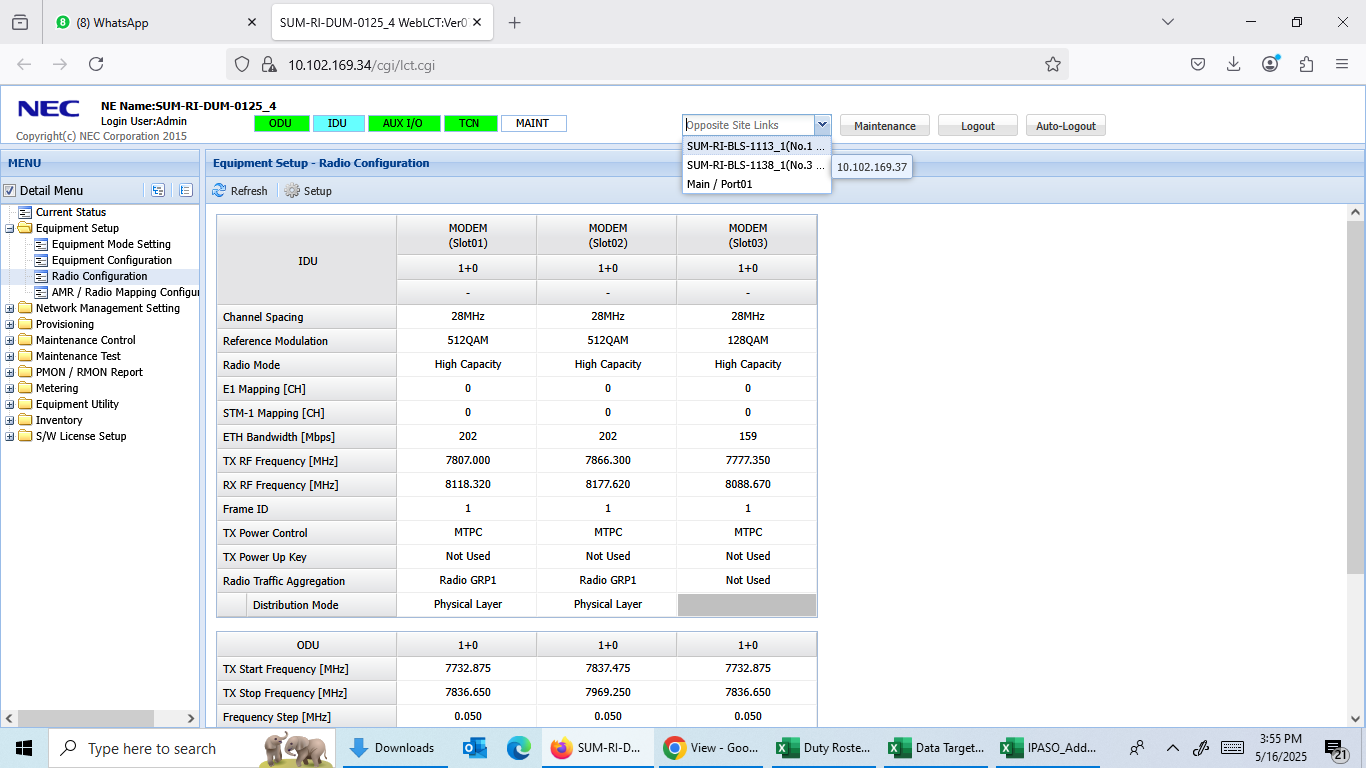 (8) WhatsApp
SUM-RI-DUM-0125_4 WebLCT:Ver0
10.102.169.34/cgi/lct.cgi
NEC
NE Name:SUM-RI-DUM-0125_4
Login User:Admin
Copyright(c) NEC Corporation 2015
ODU IDU AUX I/O TCN MAINT
Opposite Site Links
Maintenance Logout Auto-Logout
SUM-RI-BLS-1113_1(No.1 ...
SUM-RI-BLS-1138_1(No.3 ...
Main / Port01
10.102.169.37
MENU
Detail Menu
Current Status
Equipment Setup
Equipment Mode Setting
Equipment Configuration
Radio Configuration
AMR / Radio Mapping Configur
Network Management Setting
Provisioning
Maintenance Control
Maintenance Test
PMON / RMON Report
Metering
Equipment Utility
Inventory
S/W License Setup
Equipment Setup - Radio Configuration
Refresh Setup
IDU
MODEM (Slot01) MODEM (Slot02) MODEM (Slot03)
1+0 1+0 1+0
- - -
Channel Spacing 28MHz 28MHz 28MHz
Reference Modulation 512QAM 512QAM 128QAM
Radio Mode High Capacity High Capacity High Capacity
E1 Mapping [CH] 0 0 0
STM-1 Mapping [CH] 0 0 0
ETH Bandwidth [Mbps] 202 202 159
TX RF Frequency [MHz] 7807.000 7866.300 7777.350
RX RF Frequency [MHz] 8118.320 8177.620 8088.670
Frame ID 1 1 1
TX Power Control MTPC MTPC MTPC
TX Power Up Key Not Used Not Used Not Used
Radio Traffic Aggregation Radio GRP1 Radio GRP1 Not Used
Distribution Mode Physical Layer Physical Layer
ODU 1+0 1+0 1+0
TX Start Frequency [MHz] 7732.875 7837.475 7732.875
TX Stop Frequency [MHz] 7836.650 7969.250 7836.650
Frequency Step [MHz] 0.050 0.050 0.050
Type here to search
Downloads
SUM-RI-D...
View - Goo...
Duty Roste...
Data Target...
IPASO_Add...
3:55 PM
5/16/2025
21